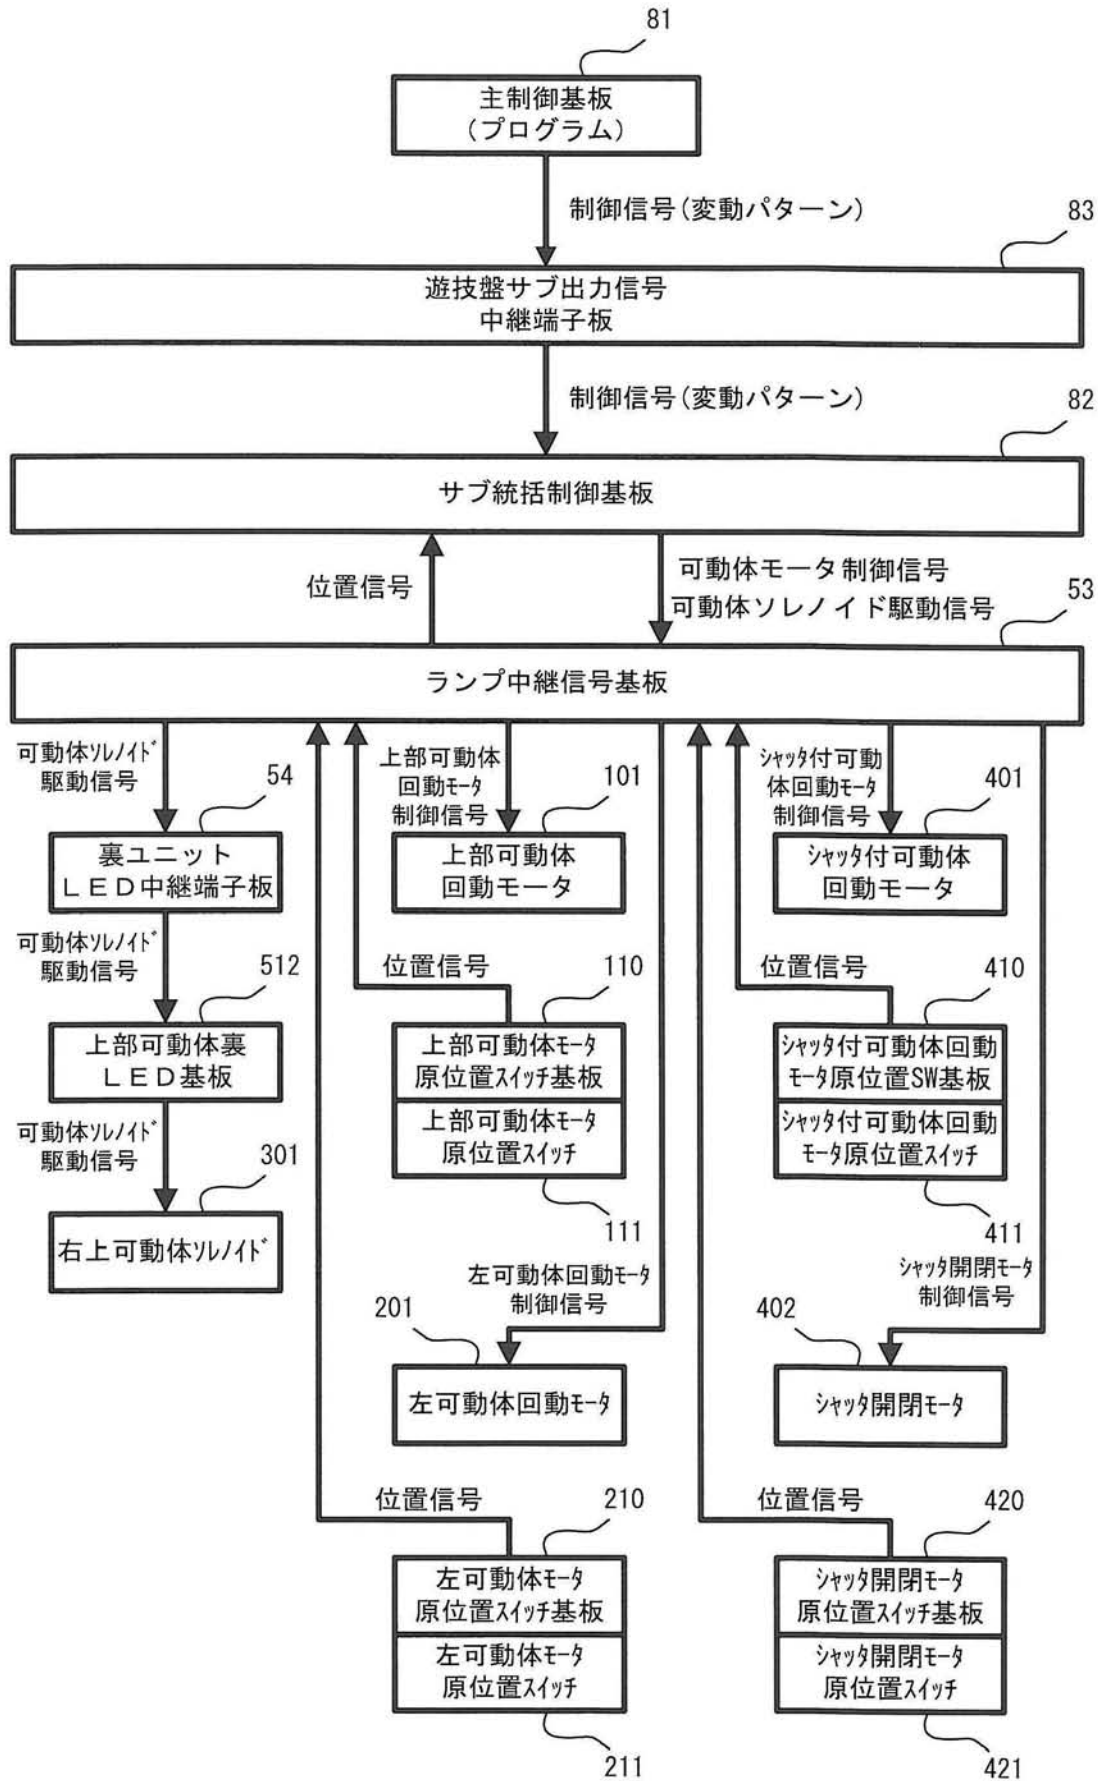 81
主制御基板
(プログラム)
制御信号(変動パターン)
83
遊技盤サブ出力信号
中継端子板
制御信号(変動パターン)
82
サブ統括制御基板
位置信号
可動体モータ制御信号
可動体ソレノイド駆動信号
53
ランプ中継信号基板
可動体ｿﾚﾉｲﾄﾞ
駆動信号
54
裏ユニット
ＬＥＤ中継端子板
可動体ｿﾚﾉｲﾄﾞ
駆動信号
512
上部可動体裏
ＬＥＤ基板
可動体ｿﾚﾉｲﾄﾞ
駆動信号
301
右上可動体ｿﾚﾉｲﾄﾞ
上部可動体
回動ﾓｰﾀ
制御信号
101
上部可動体
回動モータ
位置信号
110
上部可動体ﾓｰﾀ
原位置ｽｲｯﾁ基板
上部可動体ﾓｰﾀ
原位置ｽｲｯﾁ
111
左可動体回動ﾓｰﾀ
制御信号
201
左可動体回動ﾓｰﾀ
位置信号
210
左可動体ﾓｰﾀ
原位置ｽｲｯﾁ基板
左可動体ﾓｰﾀ
原位置ｽｲｯﾁ
211
ｼｬｯﾀ付可動
体回動ﾓｰﾀ
制御信号
401
ｼｬｯﾀ付可動体
回動モータ
位置信号
410
ｼｬｯﾀ付可動体回動
ﾓｰﾀ原位置SW基板
ｼｬｯﾀ付可動体回動
ﾓｰﾀ原位置ｽｲｯﾁ
411
ｼｬｯﾀ開閉ﾓｰﾀ
制御信号
402
ｼｬｯﾀ開閉ﾓｰﾀ
位置信号
420
ｼｬｯﾀ開閉ﾓｰﾀ
原位置ｽｲｯﾁ基板
ｼｬｯﾀ開閉ﾓｰﾀ
原位置ｽｲｯﾁ
421